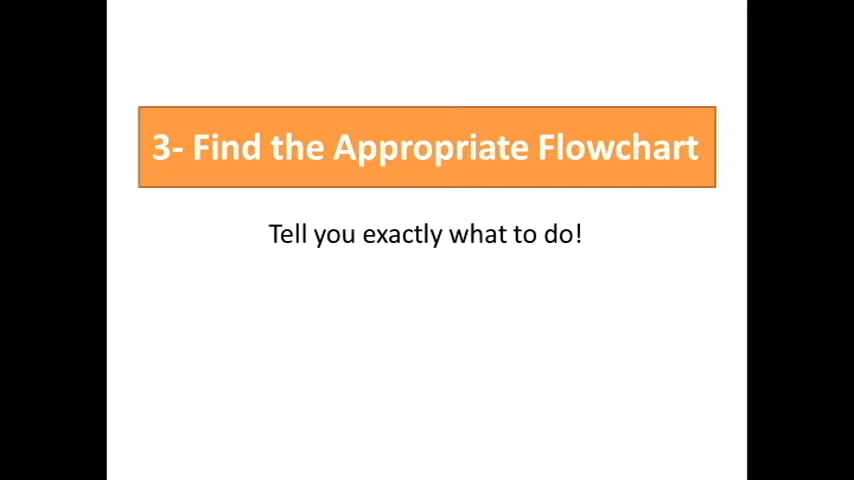 3- Find the Appropriate Flowchart
Tell you exactly what to do!